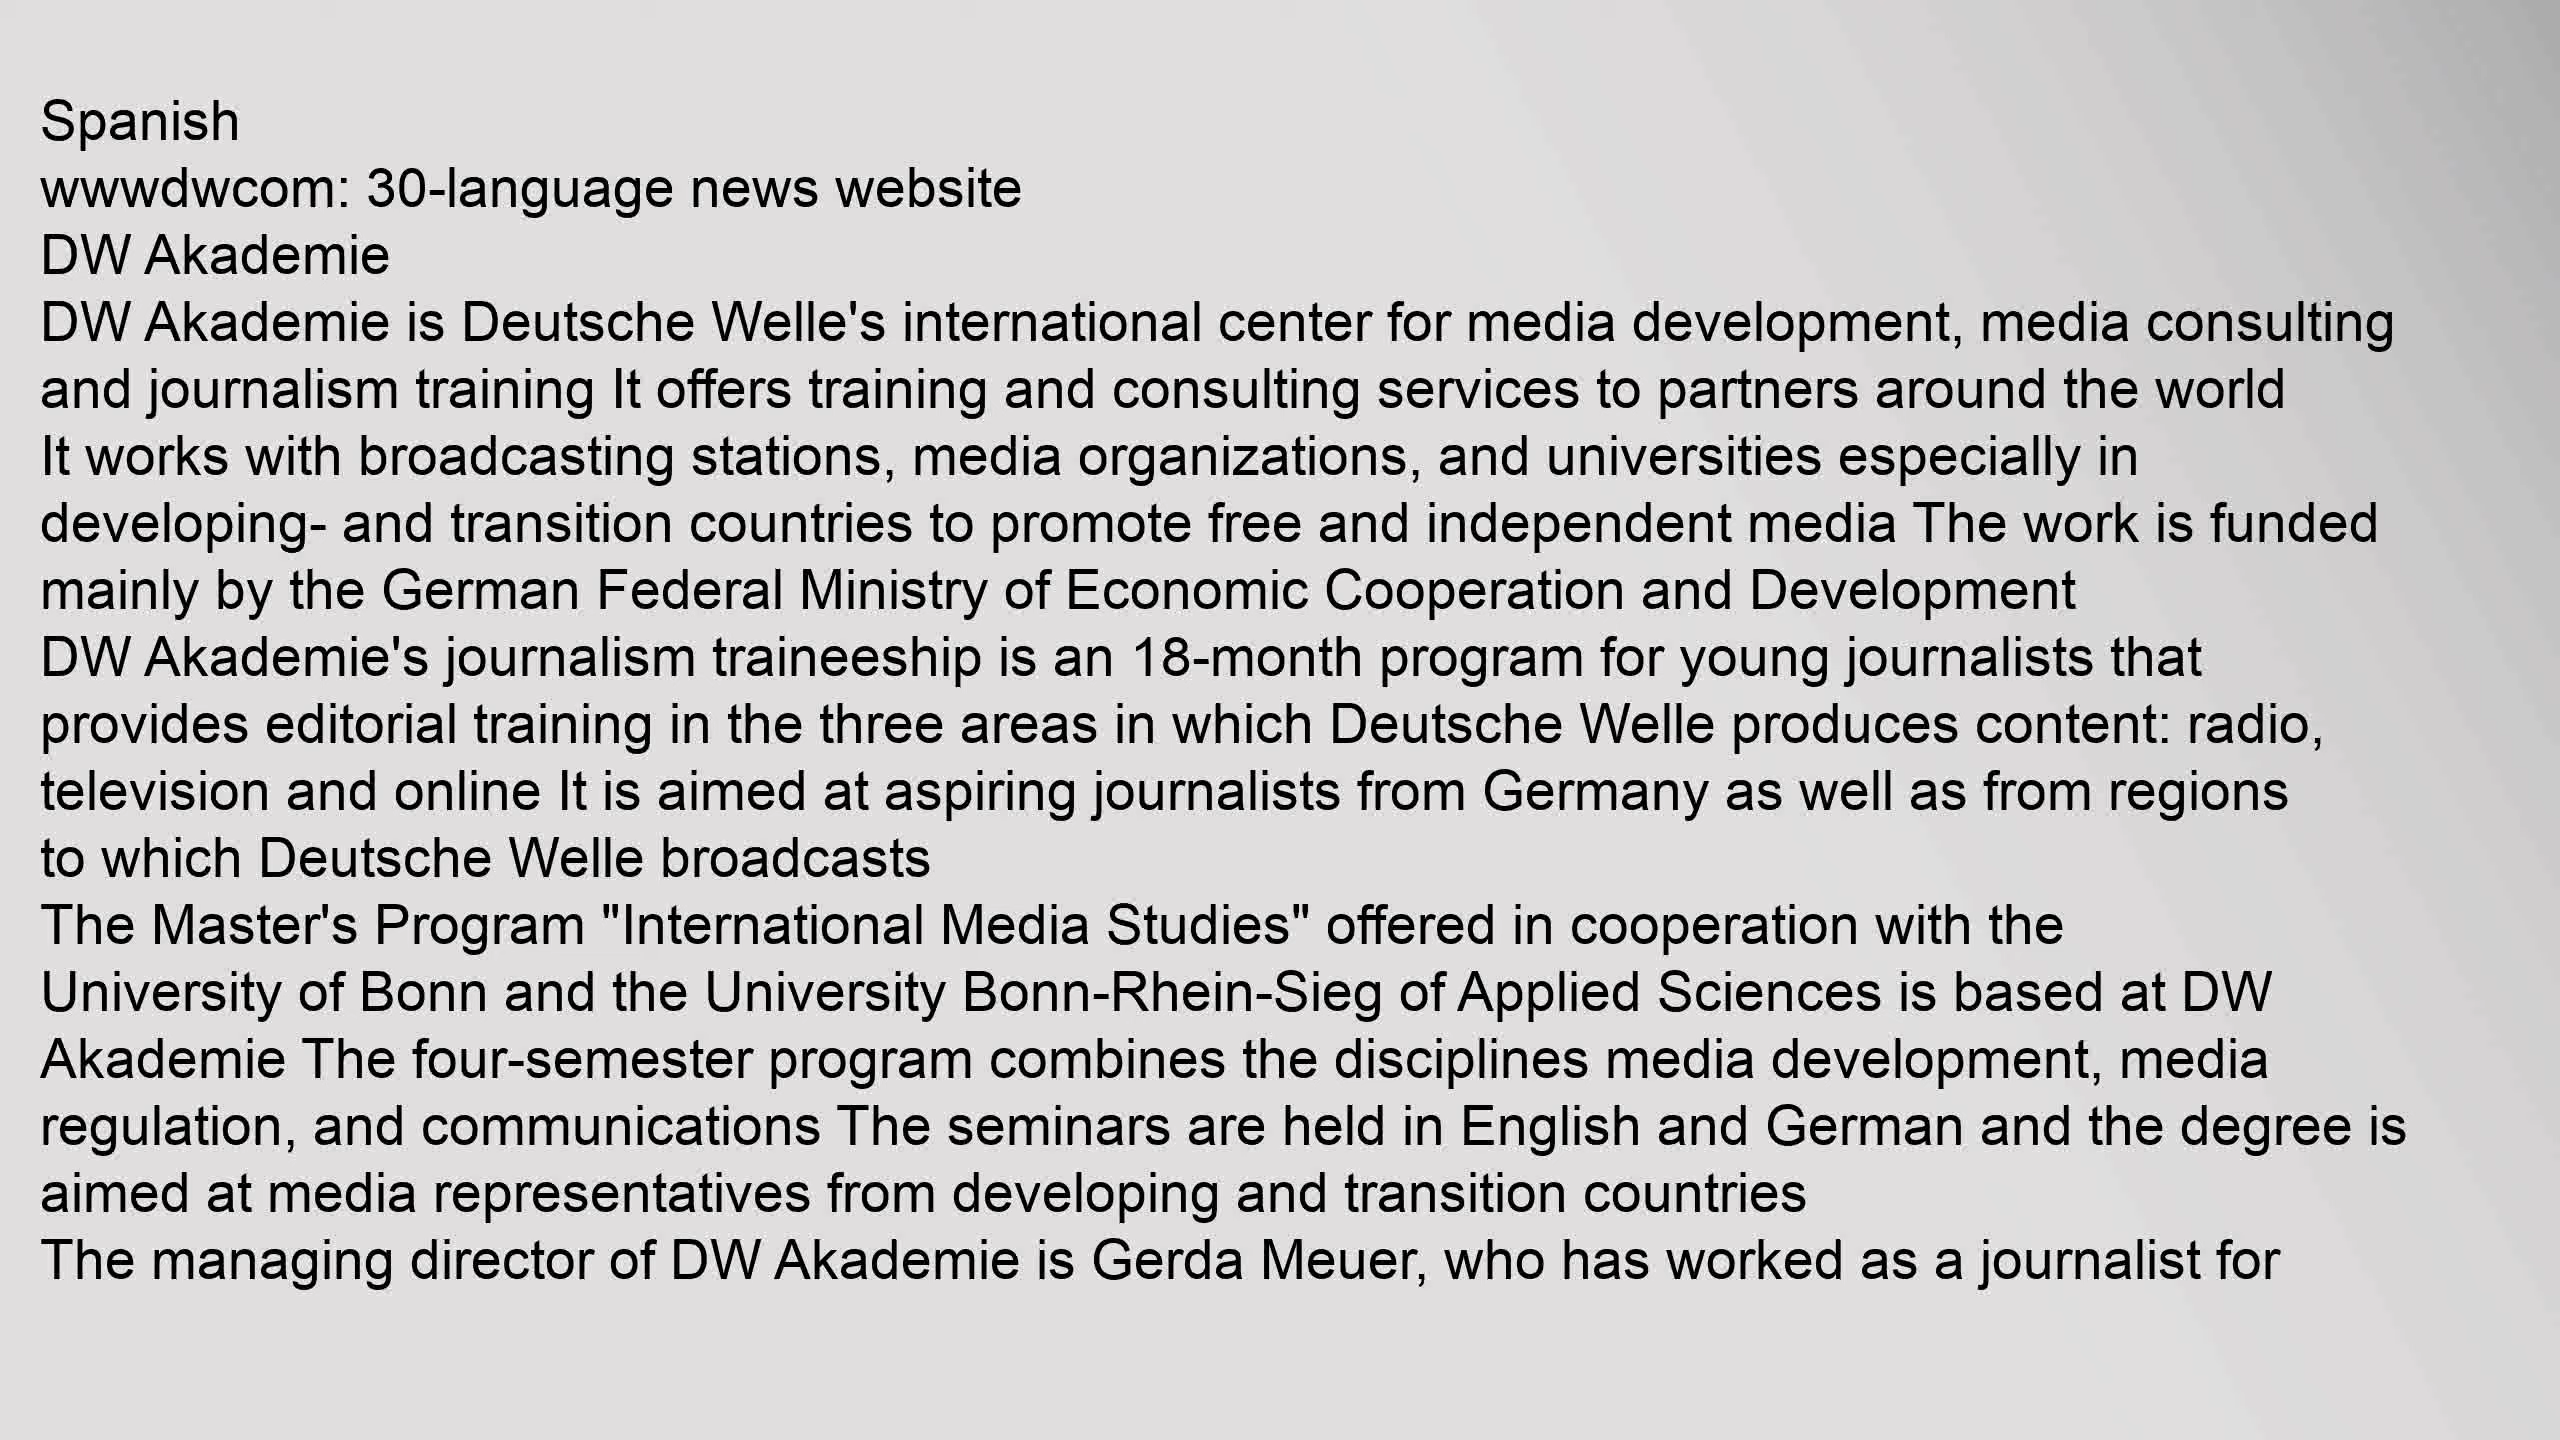 Spanish
wwwdwcom: 30-language news website
DW Akademie
DW Akademie is Deutsche Welle's international center for media development, media consulting
and journalism training It offers training and consulting services to partners around the world
It works with broadcasting stations, media organizations, and universities especially in
developing- and transition countries to promote free and independent media The work is funded
mainly by the German Federal Ministry of Economic Cooperation and Development
DW Akademie's journalism traineeship is an 18-month program for young journalists that
provides editorial training in the three areas in which Deutsche Welle produces content: radio,
television and online It is aimed at aspiring journalists from Germany as well as from regions
to which Deutsche Welle broadcasts
The Master's Program "International Media Studies" offered in cooperation with the
University of Bonn and the University Bonn-Rhein-Sieg of Applied Sciences is based at DW
Akademie The four-semester program combines the disciplines media development, media
regulation, and communications The seminars are held in English and German and the degree is
aimed at media representatives from developing and transition countries
The managing director of DW Akademie is Gerda Meuer, who has worked as a journalist for